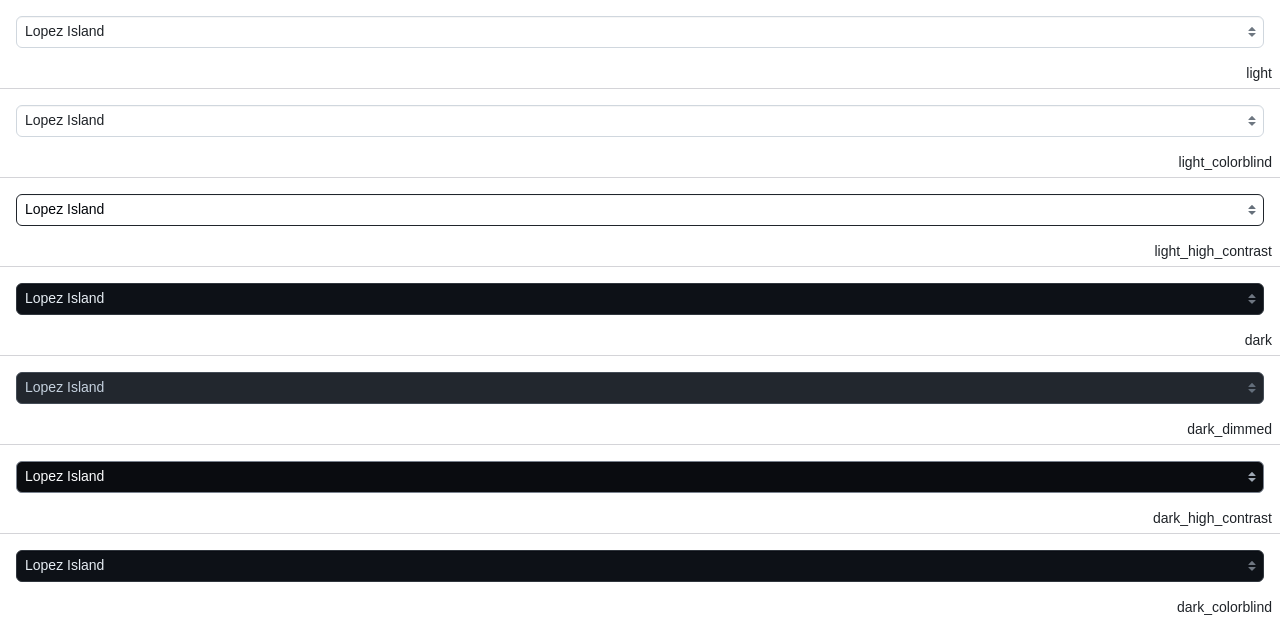 Lopez Island
light
Lopez Island
light_colorblind
Lopez Island
light_high_contrast
Lopez Island
dark
Lopez Island
dark_dimmed
Lopez Island
dark_high_contrast
Lopez Island
dark_colorblind